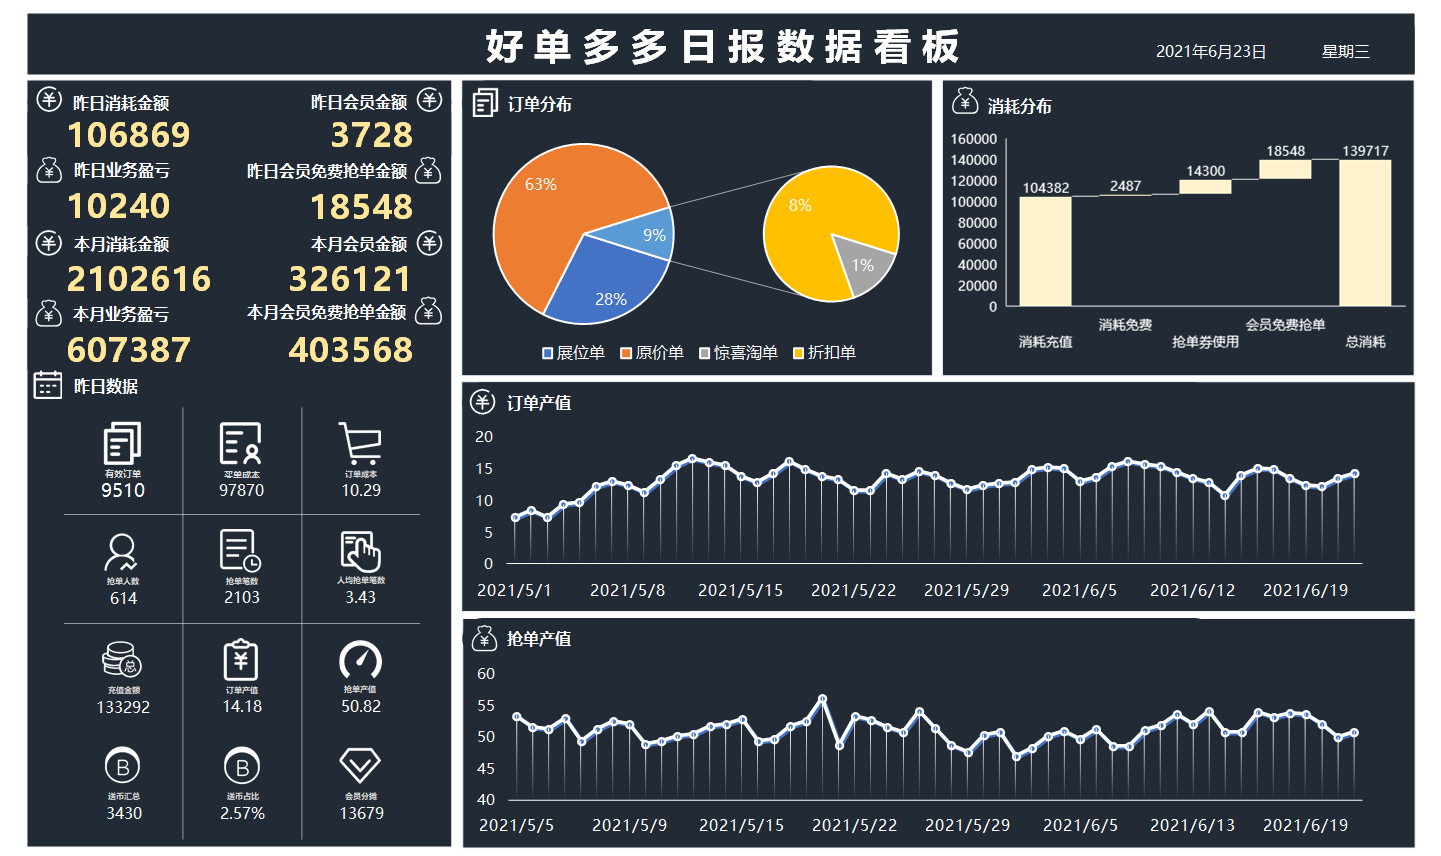 好单多多日报数据看板
2021年6月23日 星期三
昨日消耗金额 昨日会员金额
106869 3728
昨日业务盈亏 昨日会员免费抢单金额
10240 18548
本月消耗金额 本月会员金额
2102616 326121
本月业务盈亏 本月会员免费抢单金额
607387 403568
昨日数据
有效订单 买单成本 订单成本
9510 97870 10.29
抢单人数 抢单笔数 人均抢单笔数
614 2103 3.43
总
充值金额 订单产值 抢单产值
133292 14.18 50.82
B B
送币汇总 送币占比 会员分摊
3430 2.57% 13679
订单分布
63%
9%
28%
8%
1%
展位单 原价单 惊喜淘单 折扣单
消耗分布
160000
140000
120000
100000
80000
60000
40000
20000
0
104382 2487 14300 18548 139717
消耗充值 消耗免费 抢单券使用 会员免费抢单 总消耗
订单产值
20
15
10
5
0
2021/5/1 2021/5/8 2021/5/15 2021/5/22 2021/5/29 2021/6/5 2021/6/12 2021/6/19
抢单产值
60
55
50
45
40
2021/5/5 2021/5/9 2021/5/15 2021/5/22 2021/5/29 2021/6/5 2021/6/13 2021/6/19